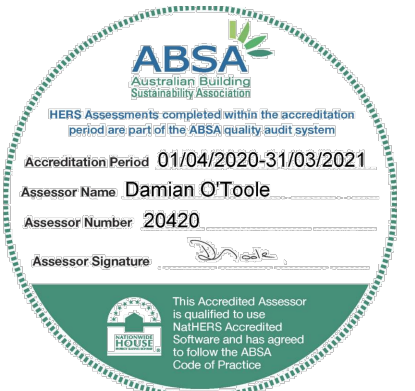 ABSA
Australian Building
Sustainability Association
HERS Assessments completed within the accreditation
period are part of the ABSA quality audit system
Accreditation Period 01/04/2020-31/03/2021
Assessor Name Damian O'Toole
Assessor Number 20420
Assessor Signature
This Accredited Assessor
is qualified to use
NatHERS Accredited
Software and has agreed
to follow the ABSA
Code of Practice
NATIONWIDE
HOUSE